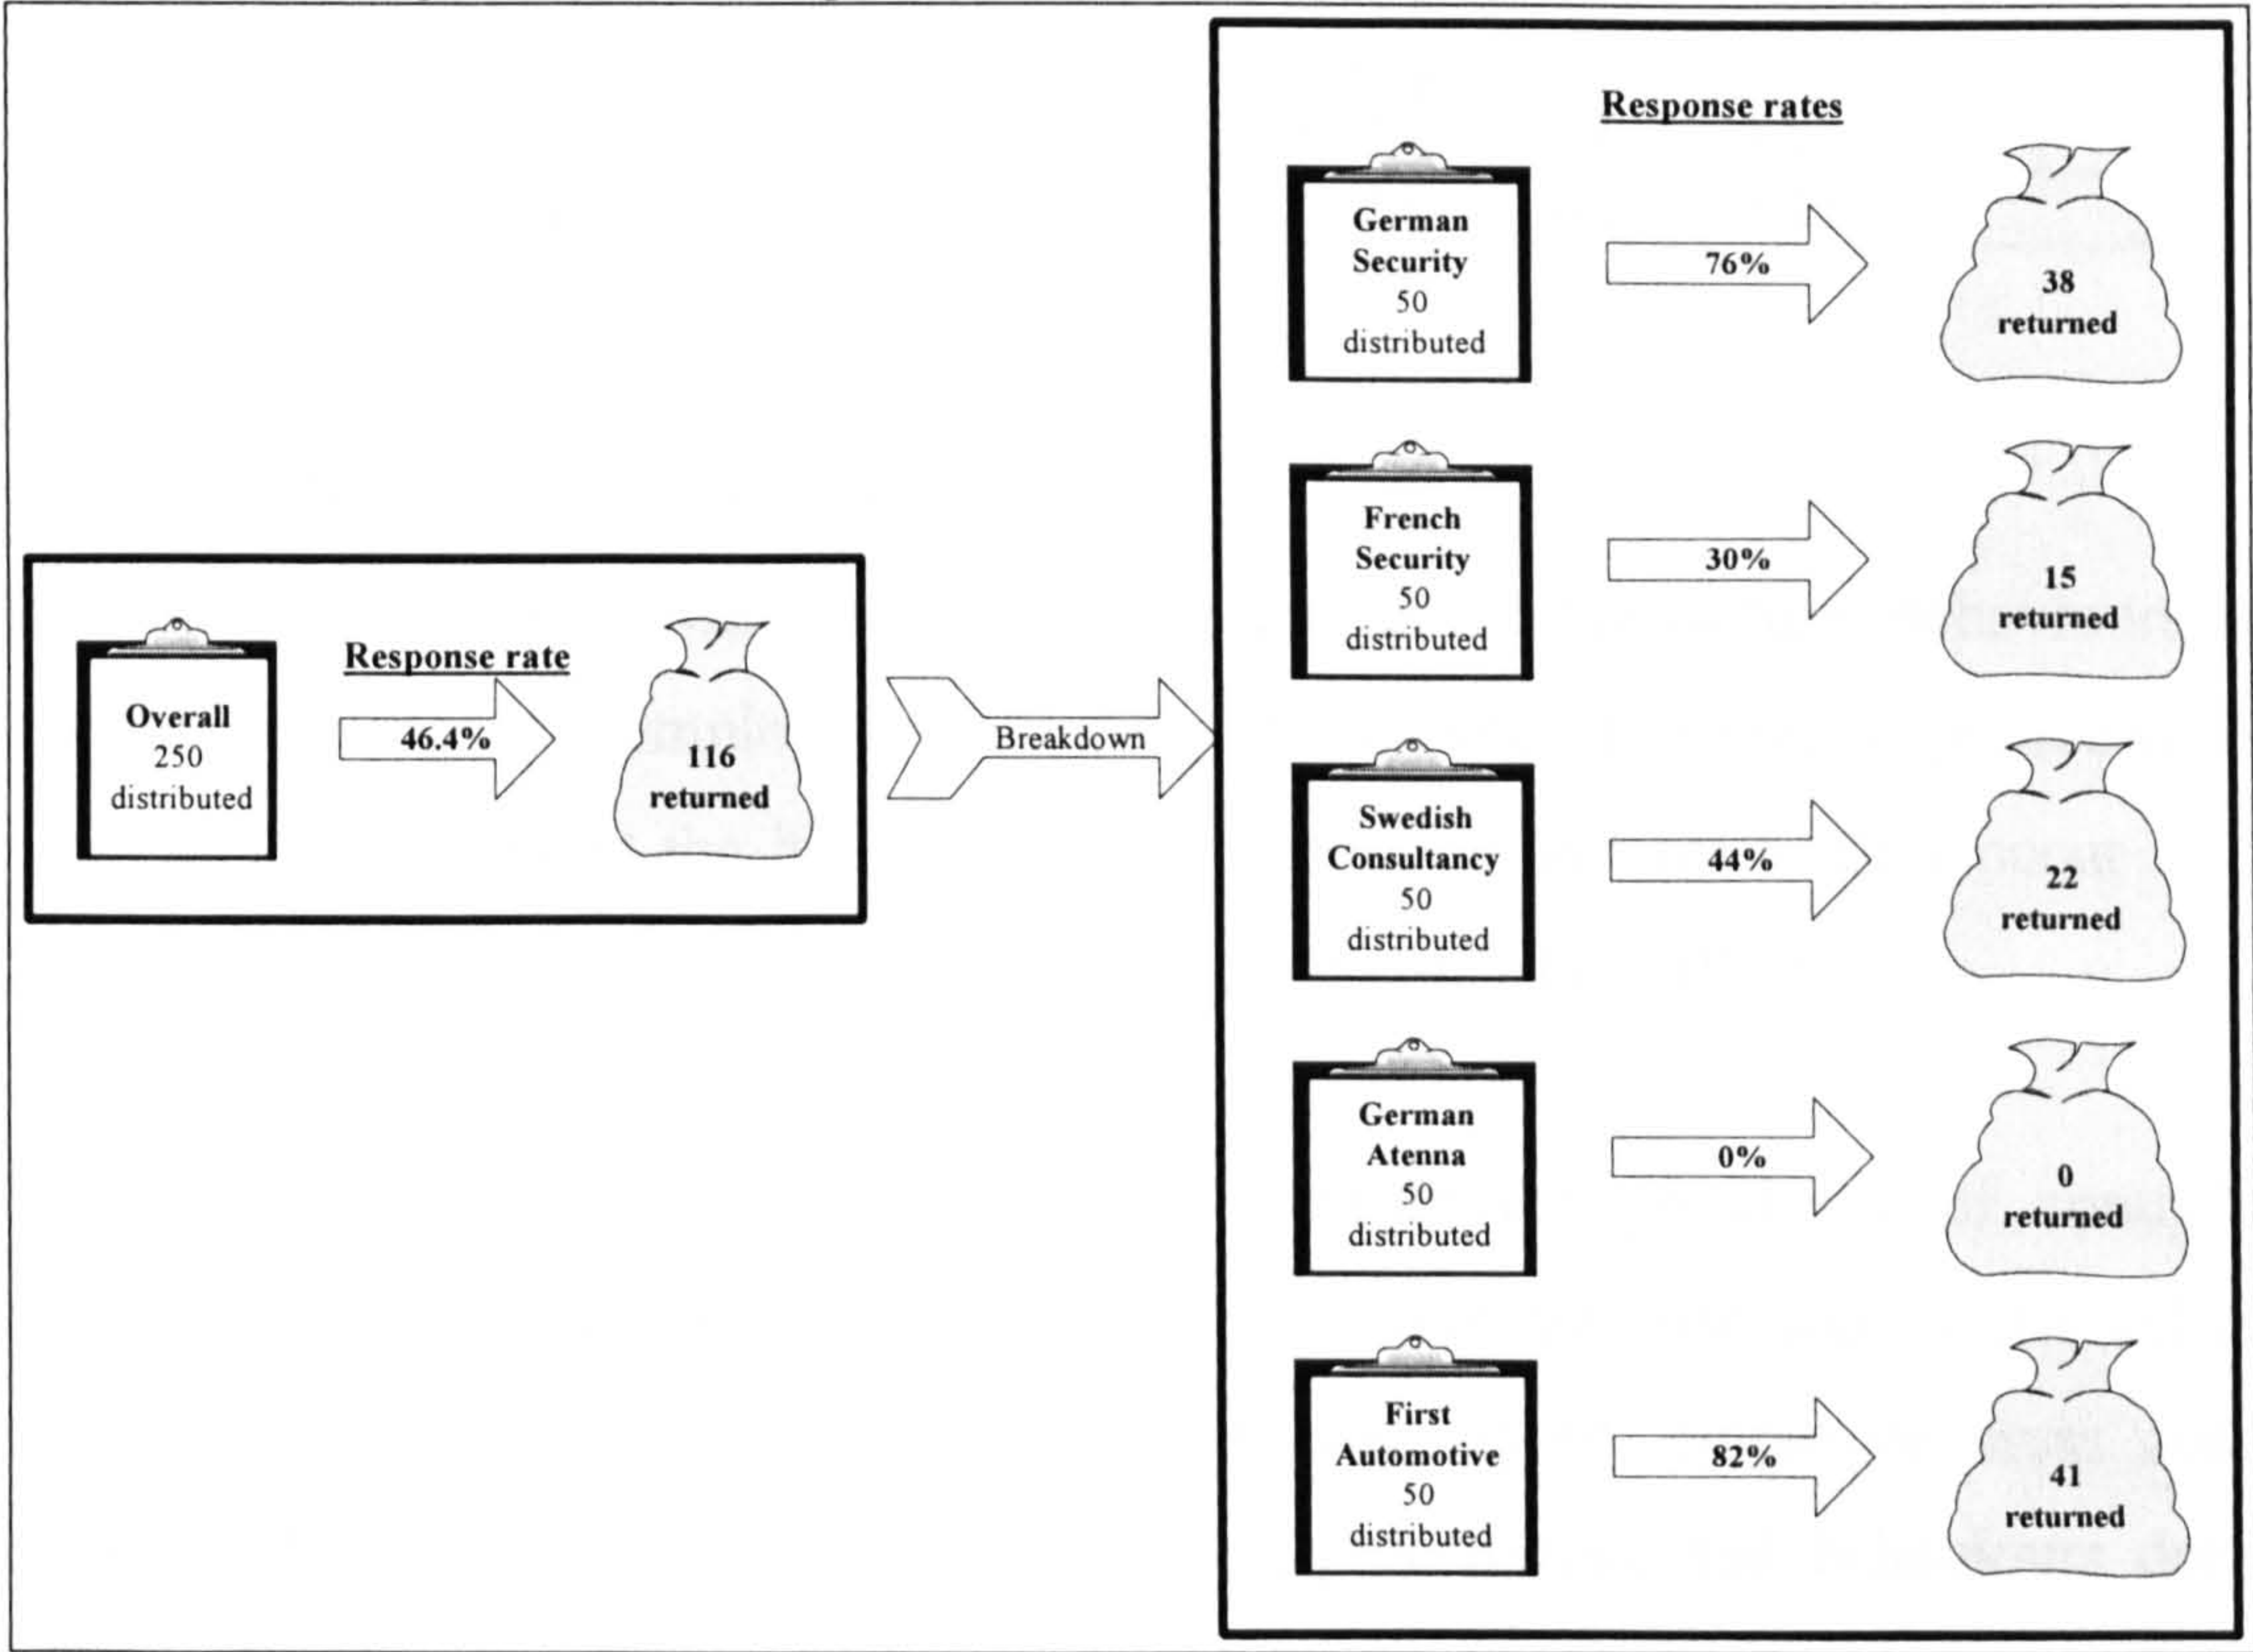 Overall
250
distributed
Response rate
46.4%
116
returned
Breakdown
Response rates
German
Security
50
distributed
76%
38
returned
French
Security
50
distributed
30%
15
returned
Swedish
Consultancy
50
distributed
44%
22
returned
German
Atenna
50
distributed
0%
0
returned
First
Automotive
50
distributed
82%
41
returned